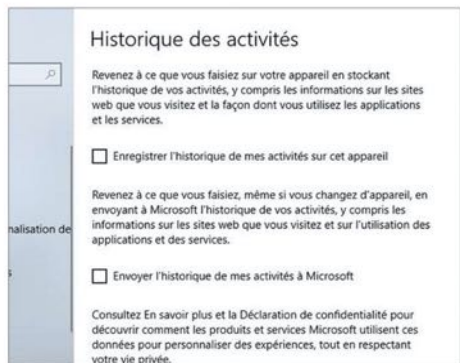 Historique des activités
Revenez à ce que vous faisiez sur votre appareil en stockant
l'historique de vos activités, y compris les informations sur les sites
web que vous visitez et la façon dont vous utilisez les applications
et les services.
Enregistrer l'historique de mes activités sur cet appareil
Revenez à ce que vous faisiez, même si vous changez d'appareil, en
envoyant à Microsoft l'historique de vos activités, y compris les
informations sur les sites web que vous visitez et sur l'utilisation des
applications et des services.
nalisation de
s
Envoyer l'historique de mes activités à Microsoft
Consultez En savoir plus et la Déclaration de confidentialité pour
découvrir comment les produits et services Microsoft utilisent ces
données pour personnaliser des expériences, tout en respectant
votre vie privée.